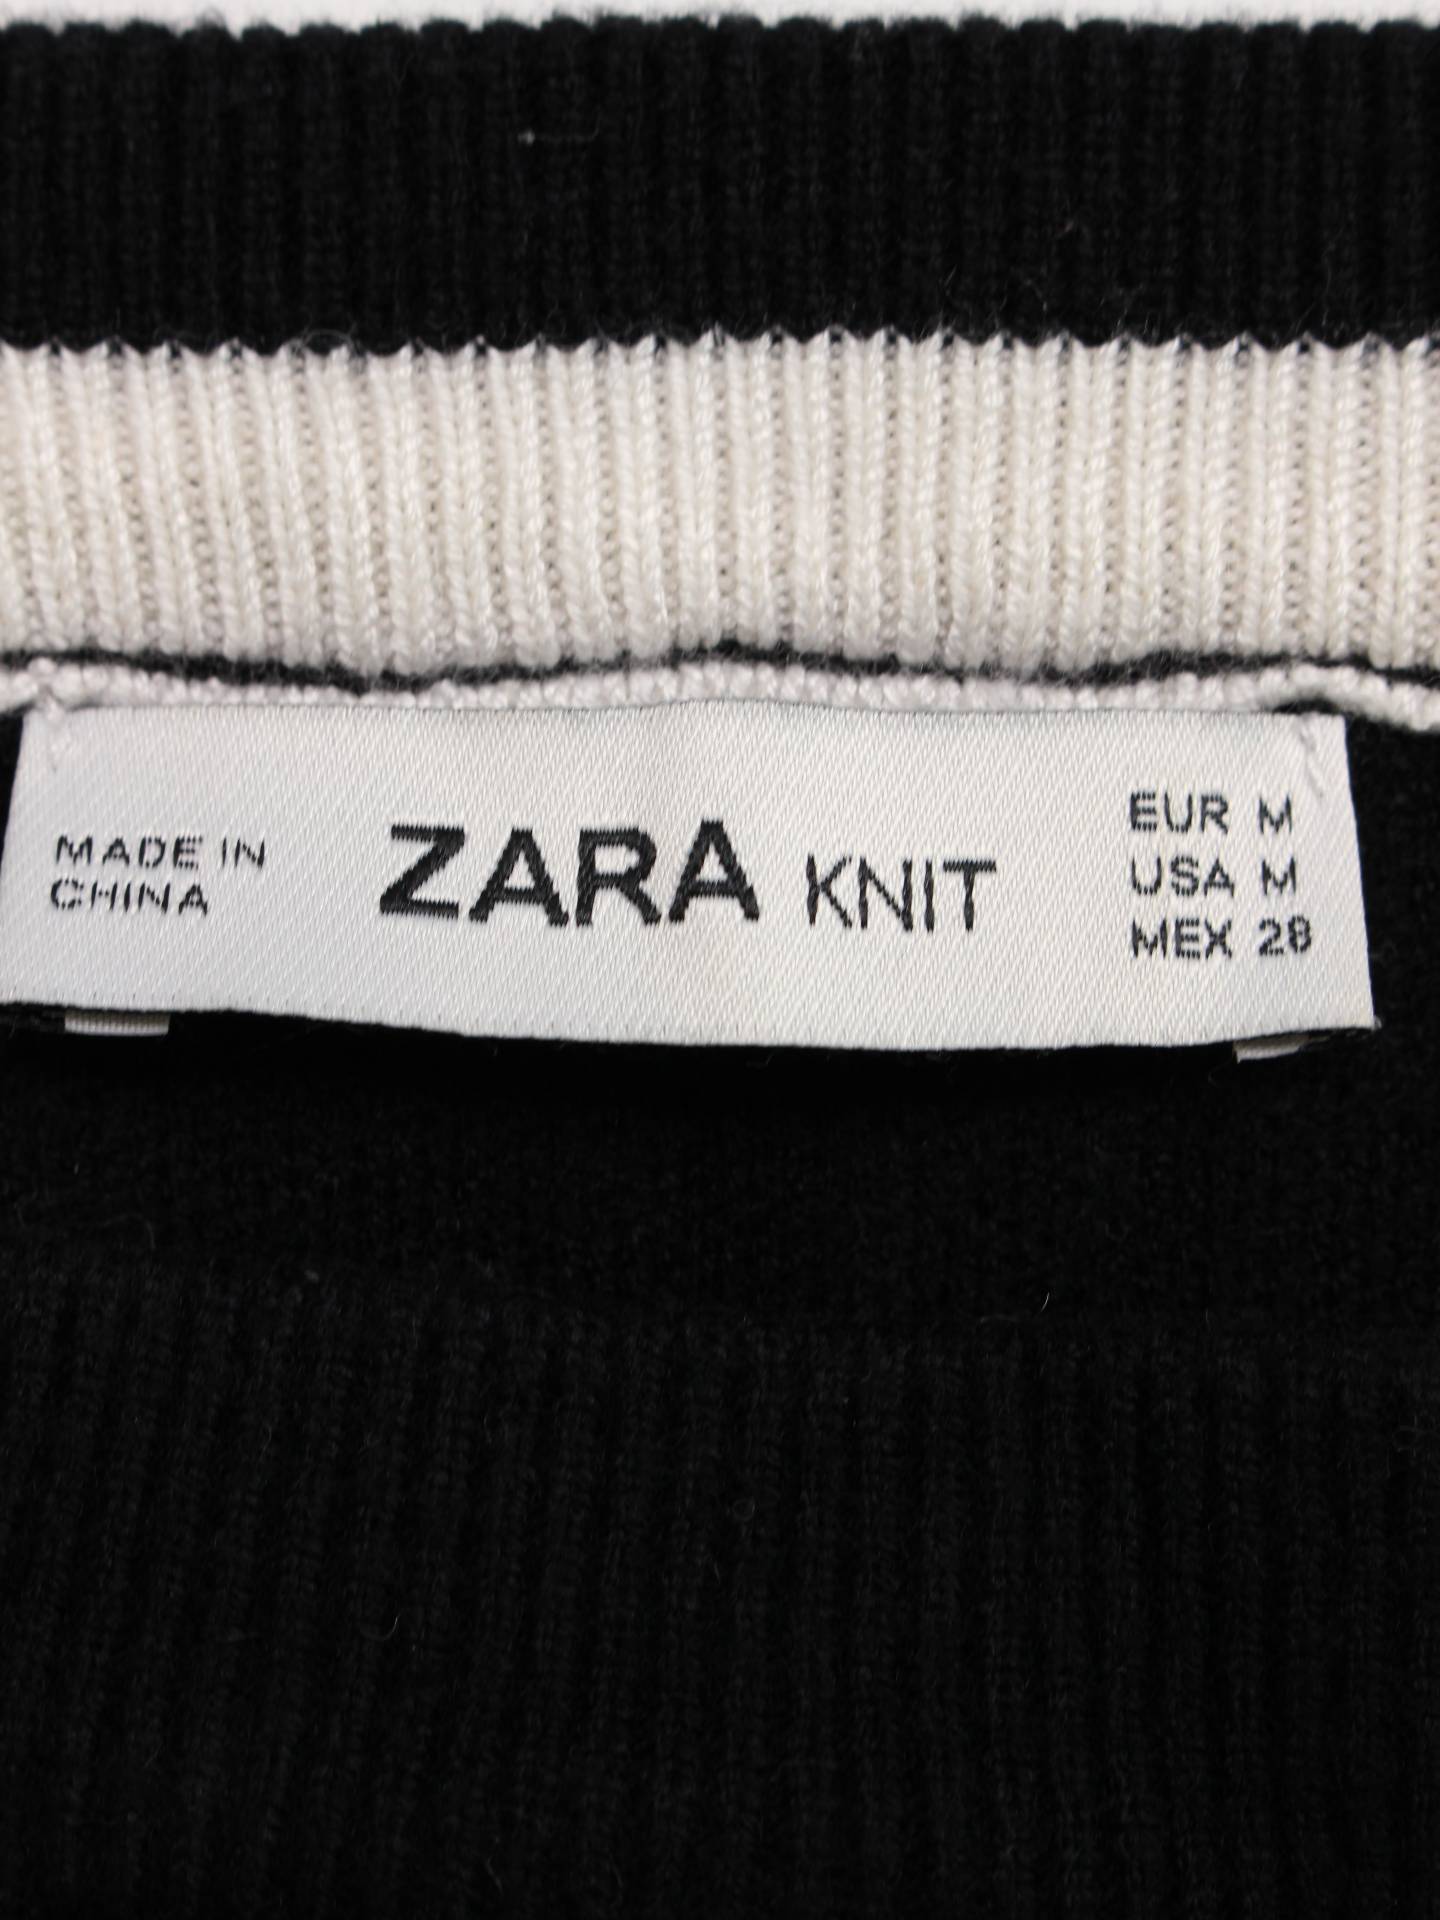 MADE IN
CHINA
ZARA KNIT
EUR M
USA M
MEX 28